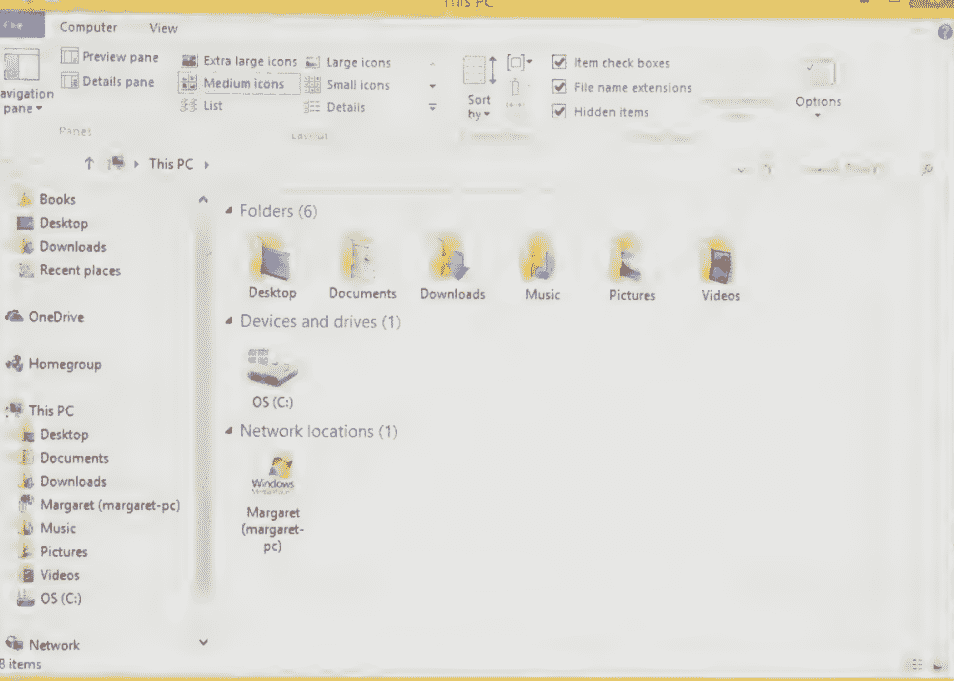 This PC
File
Computer
View
Preview pane
Details pane
avigation
pane
Panes
Extra large icons
Large icons
Medium icons
Small icons
List
Details
Layout
Sort
by
Item check boxes
File name extensions
Hidden items
Options
This PC
Books
Desktop
Downloads
Recent places
OneDrive
Homegroup
This PC
Desktop
Documents
Downloads
Margaret (margaret-pc)
Music
Pictures
Videos
OS (C:)
Network
8 items
Folders (6)
Desktop
Documents
Downloads
Music
Pictures
Videos
Devices and drives (1)
OS (C:)
Network locations (1)
Windows
Margaret
(margaret-
pc)